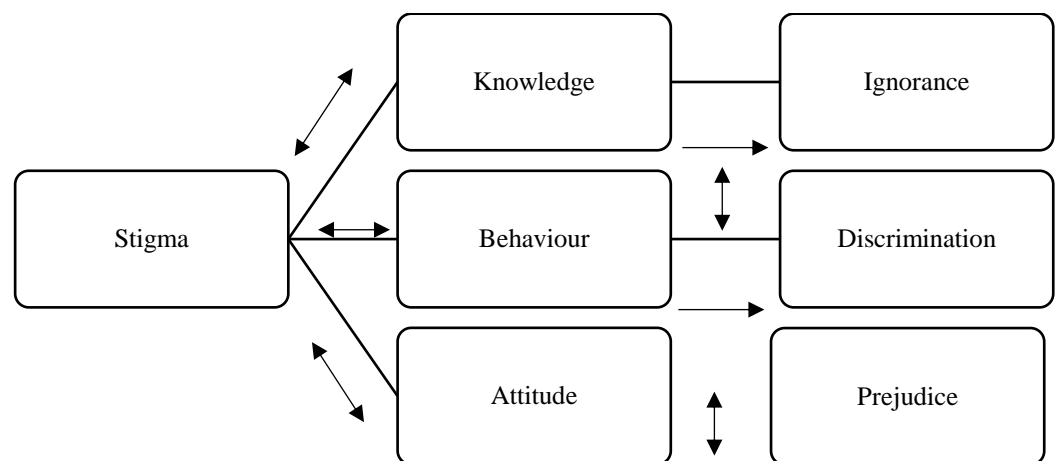 Knowledge
Ignorance
Stigma
Behaviour
Discrimination
Attitude
Prejudice